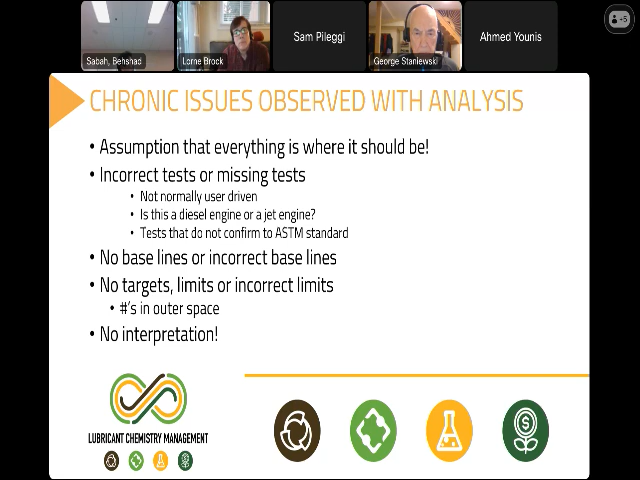 Sabah, Behshad
Lorne Brock
Sam Pileggi
George Staniewski
Ahmed Younis
+5
CHRONIC ISSUES OBSERVED WITH ANALYSIS
• Assumption that everything is where it should be!
• Incorrect tests or missing tests
• Not normally user driven
• Is this a diesel engine or a jet engine?
• Tests that do not confirm to ASTM standard
• No base lines or incorrect base lines
• No targets, limits or incorrect limits
• #'s in outer space
• No interpretation!
LUBRICANT CHEMISTRY MANAGEMENT